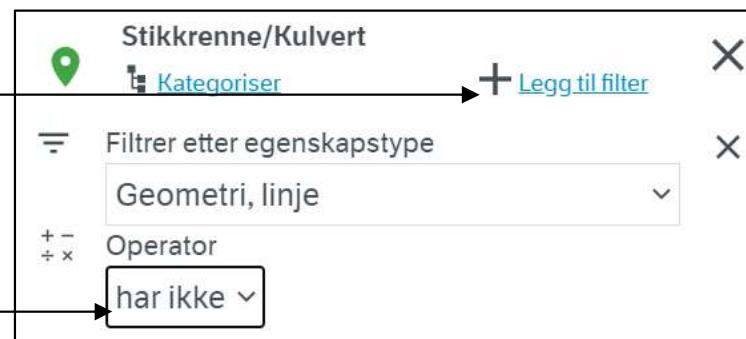 Stikkrenne/Kulvert
Kategoriser Legg til filter
Filtrer etter egenskapstype
Geometri, linje
Operator
har ikke